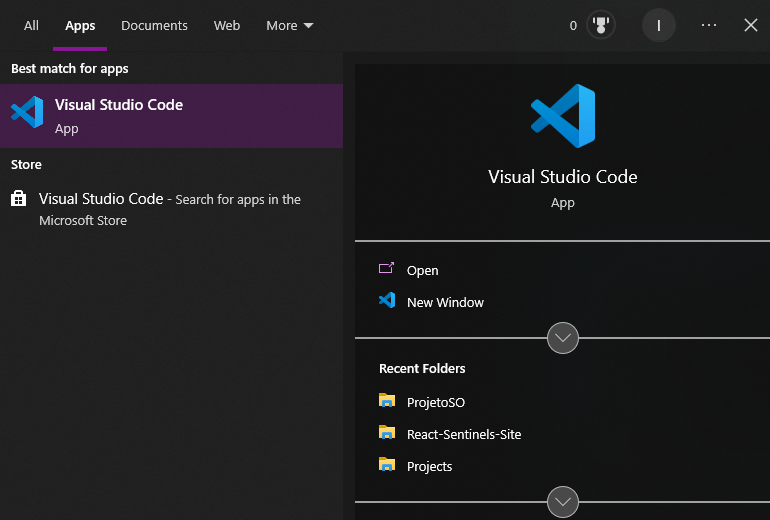 All Apps Documents Web More 0 I
Best match for apps
Visual Studio Code
App
Store
Visual Studio Code - Search for apps in the
Microsoft Store
Visual Studio Code
App
Open
New Window
Recent Folders
ProjetoSO
React-Sentinels-Site
Projects